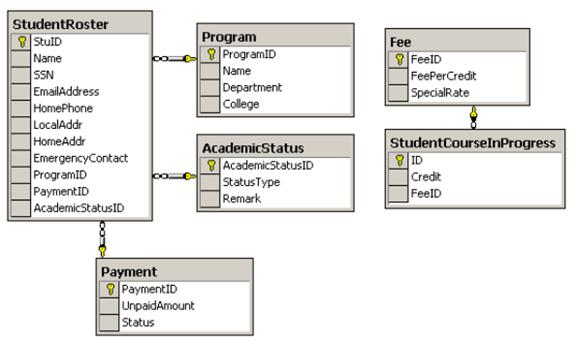 StudentRoster
StuID
Name
SSN
EmailAddress
HomePhone
LocalAddr
HomeAddr
EmergencyContact
ProgramID
PaymentID
AcademicStatusID
Program
ProgramID
Name
Department
College
AcademicStatus
AcademicStatusID
StatusType
Remark
Payment
PaymentID
UnpaidAmount
Status
Fee
FeeID
FeePerCredit
SpecialRate
StudentCourseInProgress
ID
Credit
FeeID